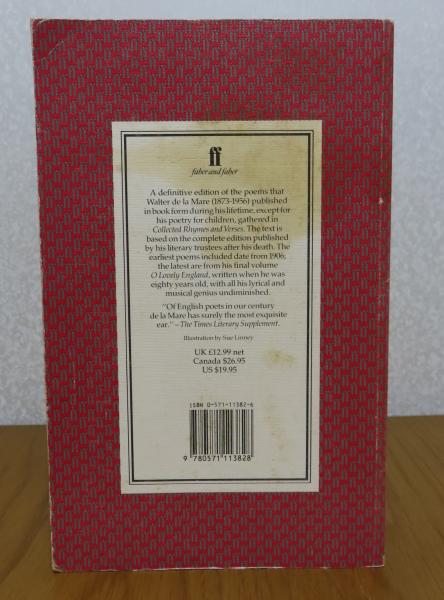 ff
faber and faber
A definitive edition of the poems that
Walter de la Mare (1873-1956) published
in book form during his lifetime, except for
his poetry for children, gathered in
Collected Rhymes and Verses. The text is
based on the complete edition published
by his literary trustees after his death. The
earliest poems included date from 1906;
the latest are from his final volume
O Lovely England, written when he was
eighty years old, with all his lyrical and
musical genius undiminished.
"Of English poets in our century
de la Mare has surely the most exquisite
ear." – The Times Literary Supplement.
Illustration by Sue Linney
UK £12.99 net
Canada $26.95
US $19.95
ISBN 0-571-11382-6
9 780571 113828